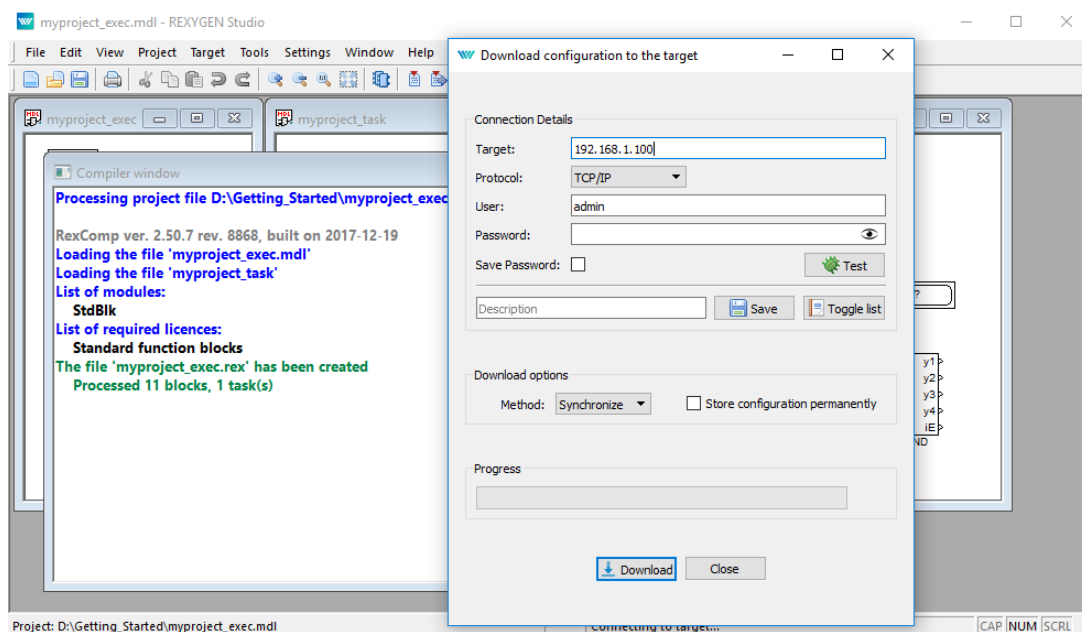 myproject_exec.mdl - REXYGEN Studio
File Edit View Project Target Tools Settings Window Help
myproject_exec
myproject_task
Compiler window
Processing project file D:\Getting_Started\myproject_exec
RexComp ver. 2.50.7 rev. 8868, built on 2017-12-19
Loading the file 'myproject_exec.mdl'
Loading the file 'myproject_task'
List of modules:
StdBlk
List of required licences:
Standard function blocks
The file 'myproject_exec.rex' has been created
Processed 11 blocks, 1 task(s)
Download configuration to the target
Connection Details
Target: 192.168.1.100
Protocol: TCP/IP
User: admin
Password:
Save Password:
Test
Description
Save
Toggle list
Download options
Method: Synchronize
Store configuration permanently
Progress
Download
Close
?
y1
y2
y3
y4
iE
ND
Project: D:\Getting_Started\myproject_exec.mdl
Connecting to target...
CAP NUM SCRL